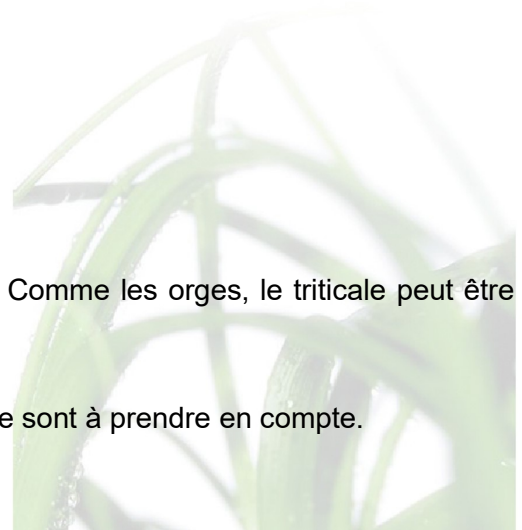 Comme les orges, le triticale peut être
e sont à prendre en compte.